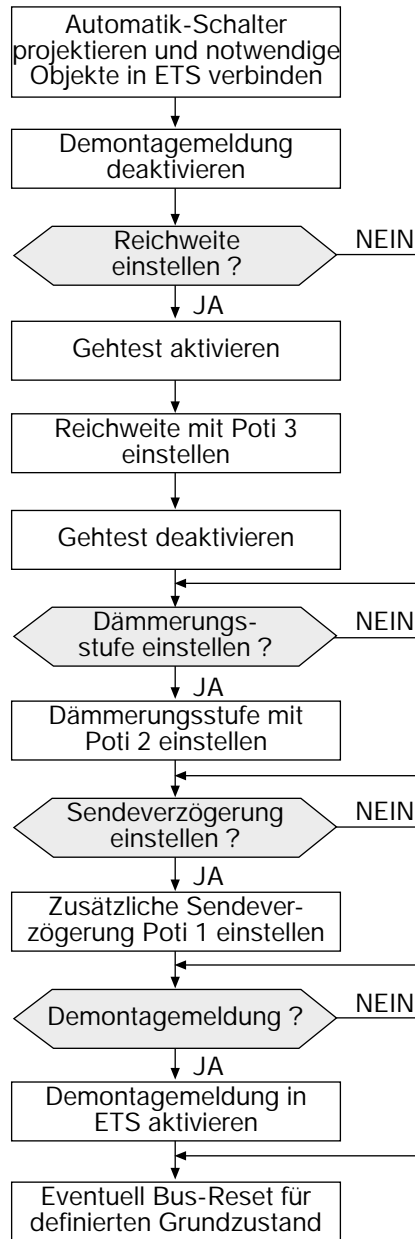 Automatik-Schalter
projektieren und notwendige
Objekte in ETS verbinden
Demontagemeldung
deaktivieren
Reichweite
einstellen ?
NEIN
JA
Gehtest aktivieren
Reichweite mit Poti 3
einstellen
Gehtest deaktivieren
Dämmerungs-
stufe einstellen ?
NEIN
JA
Dämmerungsstufe mit
Poti 2 einstellen
Sendeverzögerung
einstellen ?
NEIN
JA
Zusätzliche Sendever-
zögerung Poti 1 einstellen
Demontagemeldung ?
NEIN
JA
Demontagemeldung in
ETS aktivieren
Eventuell Bus-Reset für
definierten Grundzustand